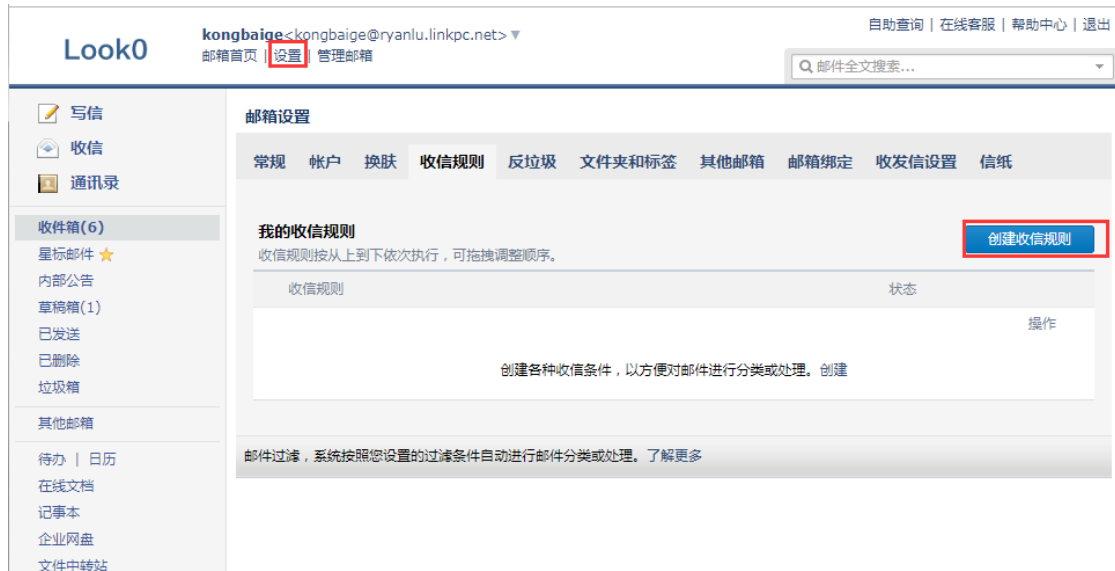 Look0
kongbaige<kongbaige@ryanlu.linkpc.net>
邮箱首页 | 设置 | 管理邮箱
自助查询 | 在线客服 | 帮助中心 | 退出
邮件全文搜索...
写信
收信
通讯录
收件箱(6)
星标邮件
内部公告
草稿箱(1)
已发送
已删除
垃圾箱
其他邮箱
待办 | 日历
在线文档
记事本
企业网盘
文件中转站
邮箱设置
常规 帐户 换肤 收信规则 反垃圾 文件夹和标签 其他邮箱 邮箱绑定 收发信设置 信纸
我的收信规则
收信规则按从上到下依次执行，可拖拽调整顺序。
创建收信规则
收信规则 状态
操作
创建各种收信条件，以方便对邮件进行分类或处理。创建
邮件过滤，系统按照您设置的过滤条件自动进行邮件分类或处理。了解更多